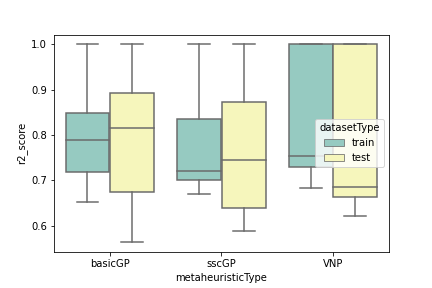 1.0
0.9
0.8
0.7
0.6
r2_score
datasetType
train
test
basicGP
sscGP
VNP
metaheuristicType